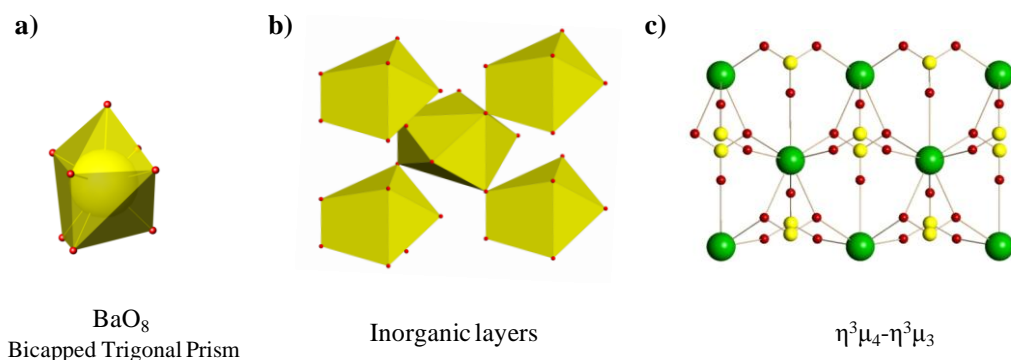 a)
b)
c)
BaO₈
Bicapped Trigonal Prism
Inorganic layers
η³μ₄-η³μ₃